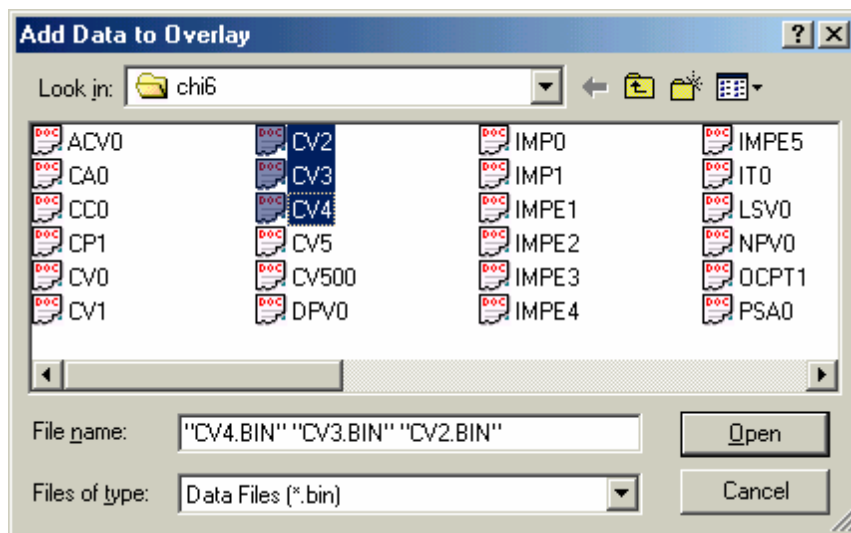 Add Data to Overlay
Look in: chi6
ACV0 CV2 IMP0 IMPE5
CA0 CV3 IMP1 IT0
CC0 CV4 IMPE1 LSV0
CP1 CV5 IMPE2 NPV0
CV0 CV500 IMPE3 OCPT1
CV1 DPV0 IMPE4 PSA0
File name: "CV4.BIN" "CV3.BIN" "CV2.BIN" Open
Files of type: Data Files (*.bin) Cancel